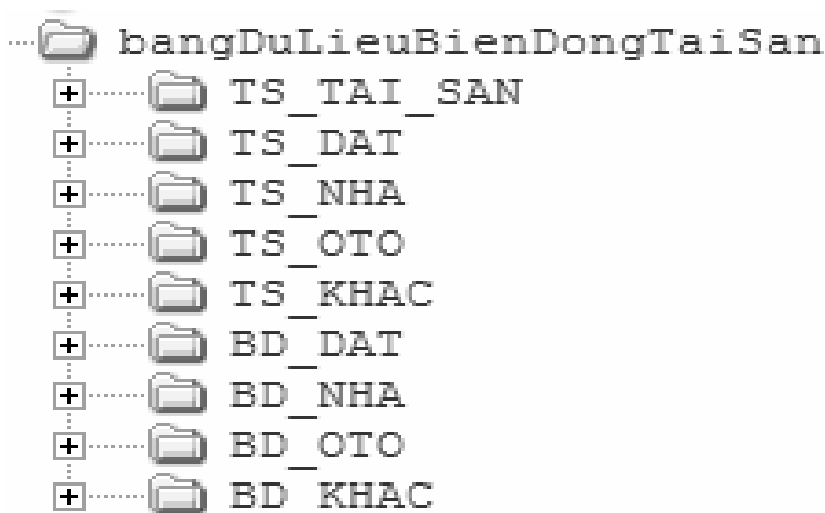 bangDuLieuBienDongTaiSan
TS_TAI_SAN
TS_DAT
TS_NHA
TS_OTO
TS_KHAC
BD_DAT
BD_NHA
BD_OTO
BD_KHAC